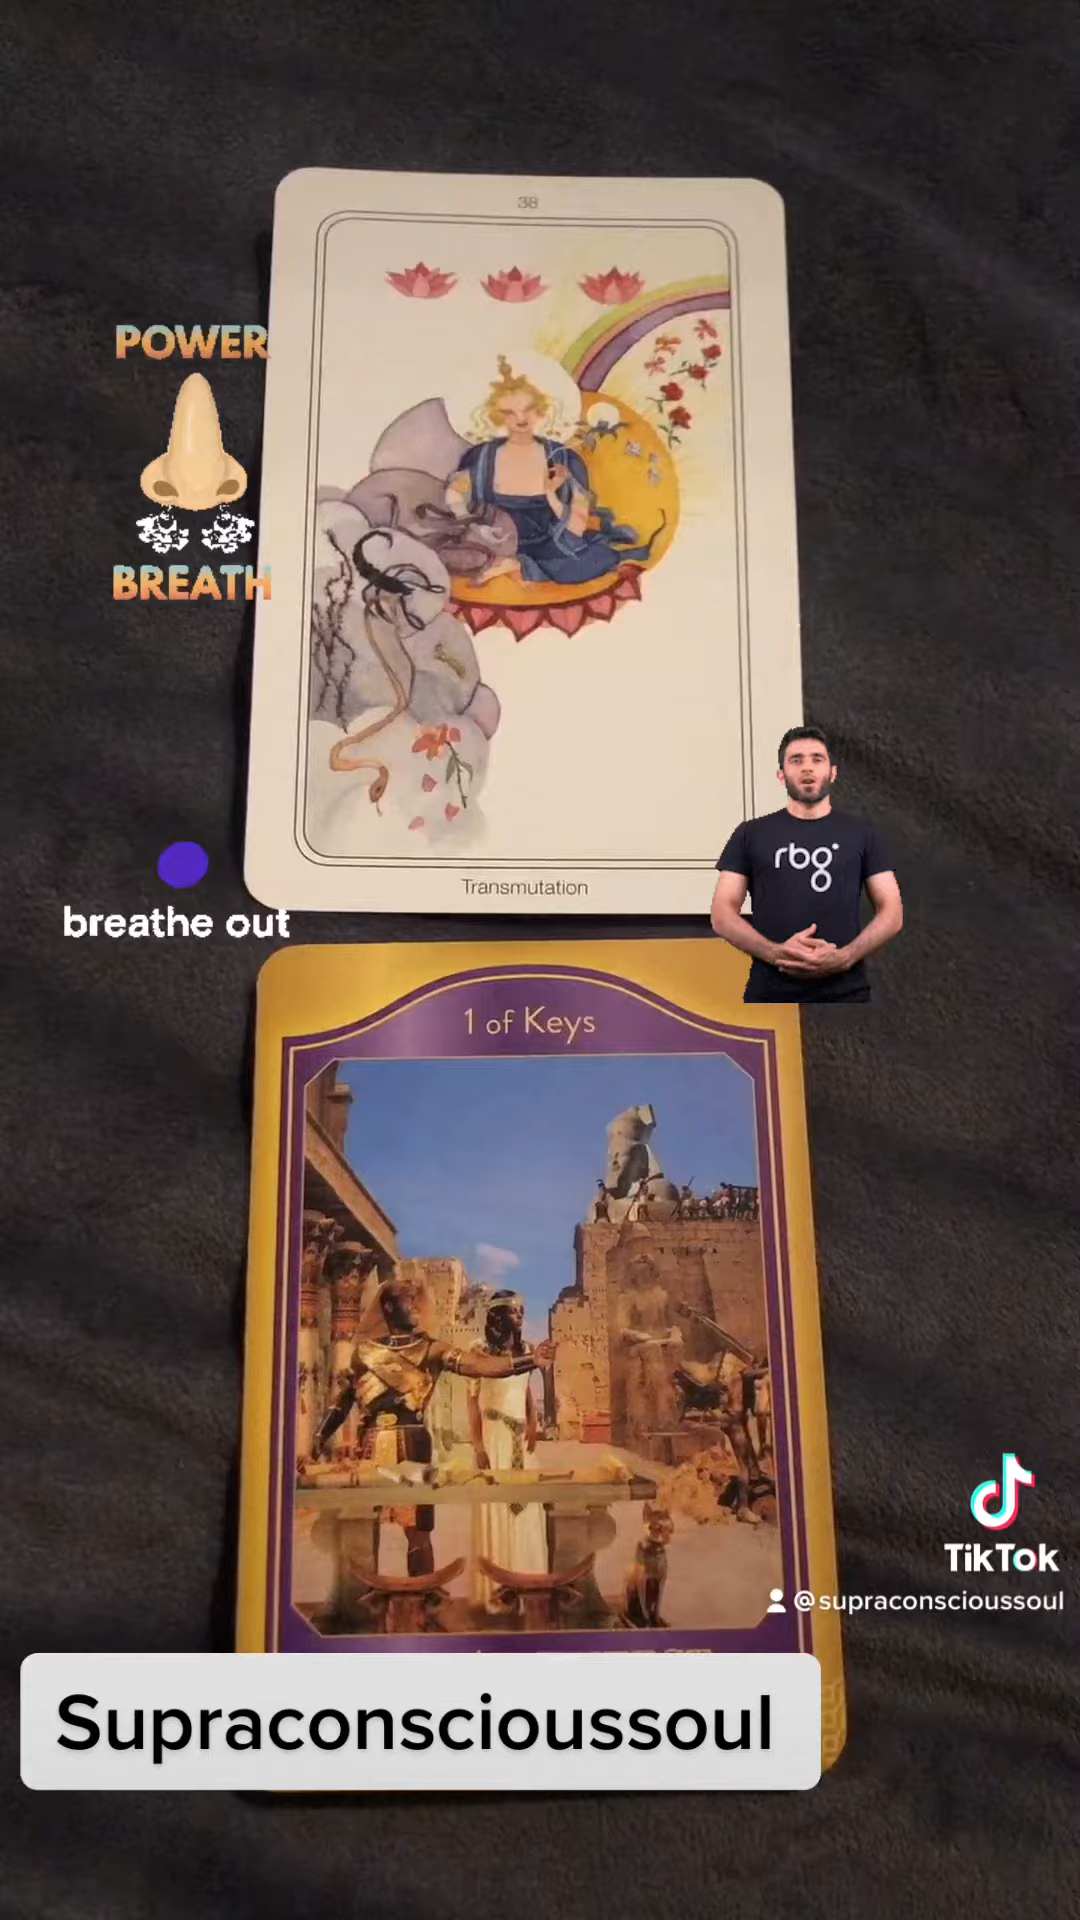 38
POWER
BREATH
rbg
Transmutation
breathe out
1 of Keys
TikTok
@supraconscioussoul
Supraconscioussoul